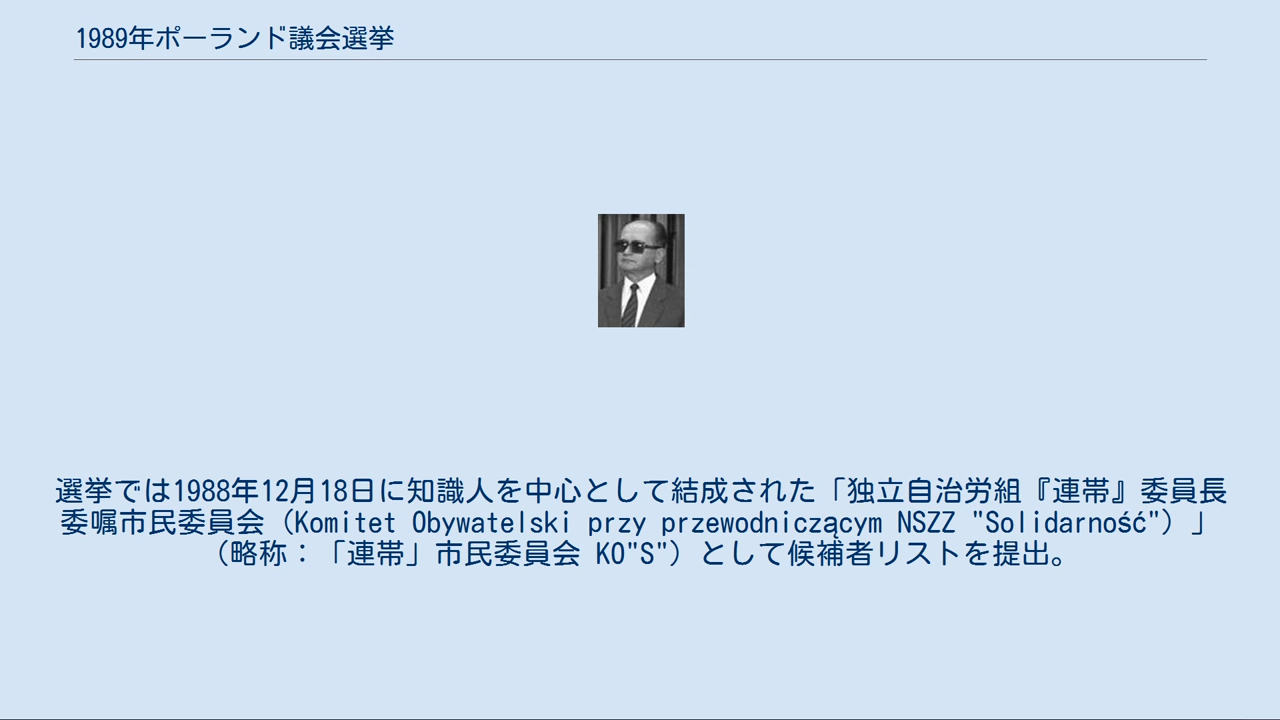 1989年ポーランド議会選挙
選挙では1988年12月18日に知識人を中心として結成された「独立自治労組『連帯』委員長
委嘱市民委員会（Komitet Obywatelski przy przewodniczącym NSZZ "Solidarność"）」
（略称：「連帯」市民委員会 KO"S"）として候補者リストを提出。